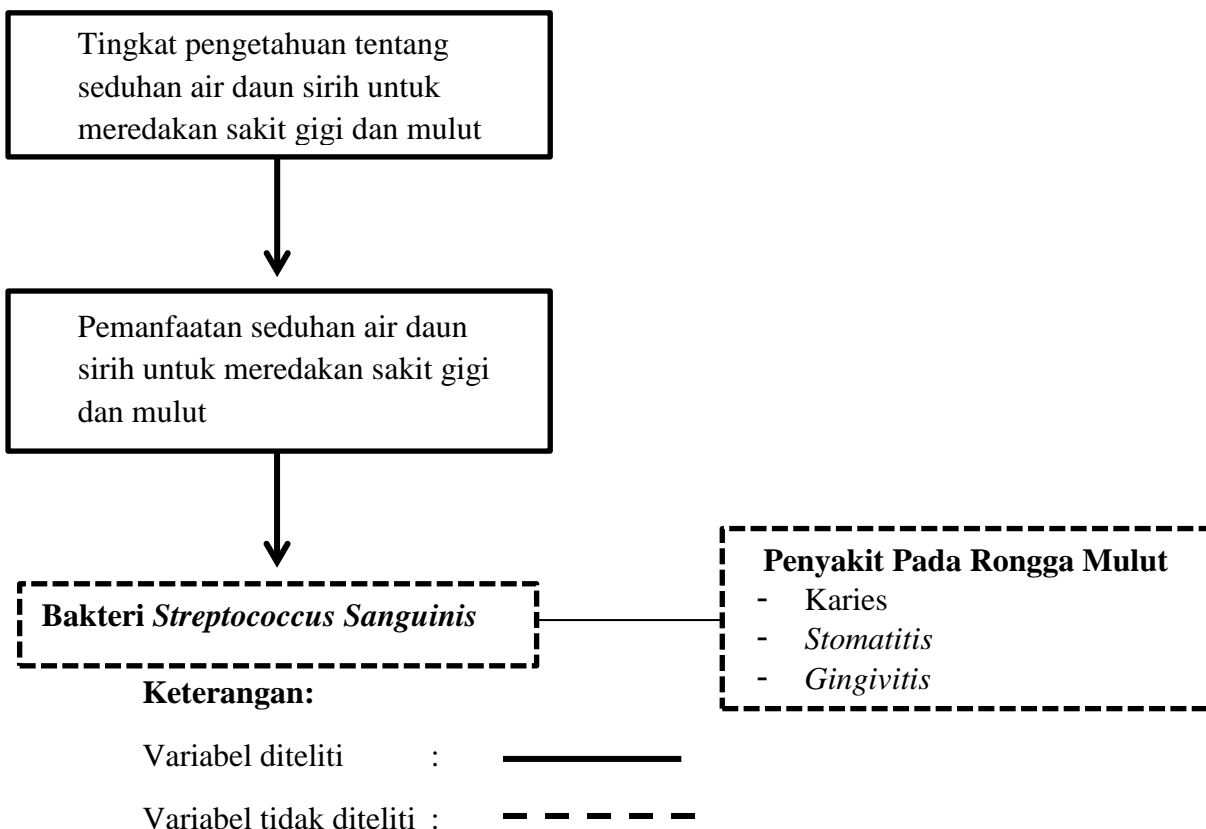 Tingkat pengetahuan tentang
seduhan air daun sirih untuk
meredakan sakit gigi dan mulut
Pemanfaatan seduhan air daun
sirih untuk meredakan sakit gigi
dan mulut
Bakteri Streptococcus Sanguinis
Penyakit Pada Rongga Mulut
- Karies
- Stomatitis
- Gingivitis
Keterangan:
Variabel diteliti :
Variabel tidak diteliti :